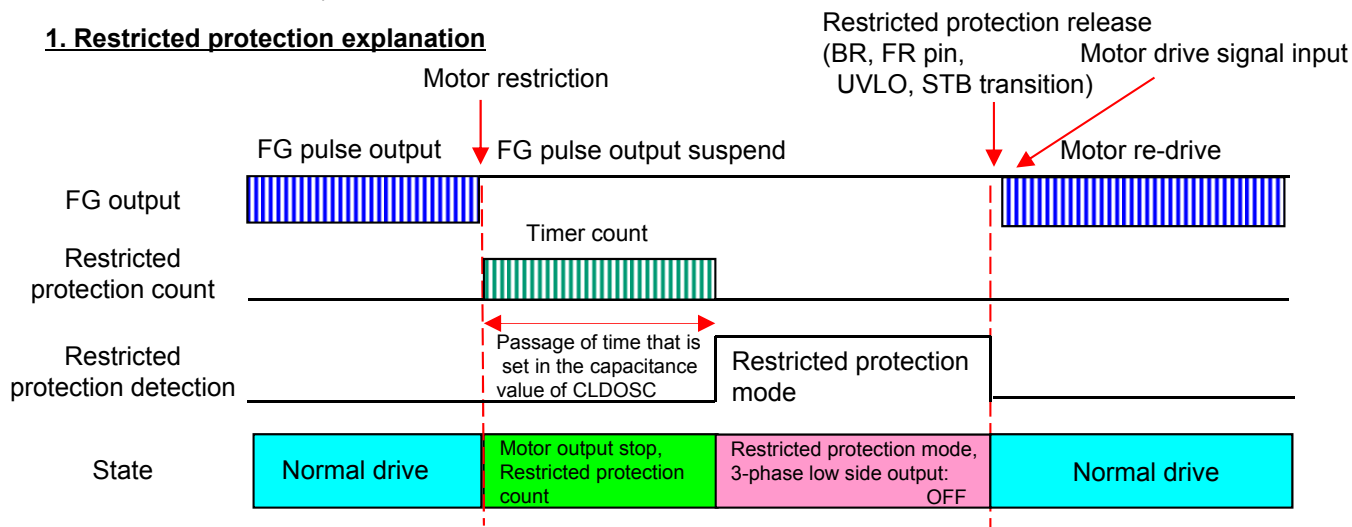 1. Restricted protection explanation
Restricted protection release
(BR, FR pin,
UVLO, STB transition)
Motor drive signal input
Motor restriction
FG pulse output
FG pulse output suspend
Motor re-drive
FG output
Timer count
Restricted
protection count
Passage of time that is
set in the capacitance
value of CLDOSC
Restricted
protection detection
Restricted protection
mode
State
Normal drive
Motor output stop,
Restricted protection
count
Restricted protection mode,
3-phase low side output:
OFF
Normal drive